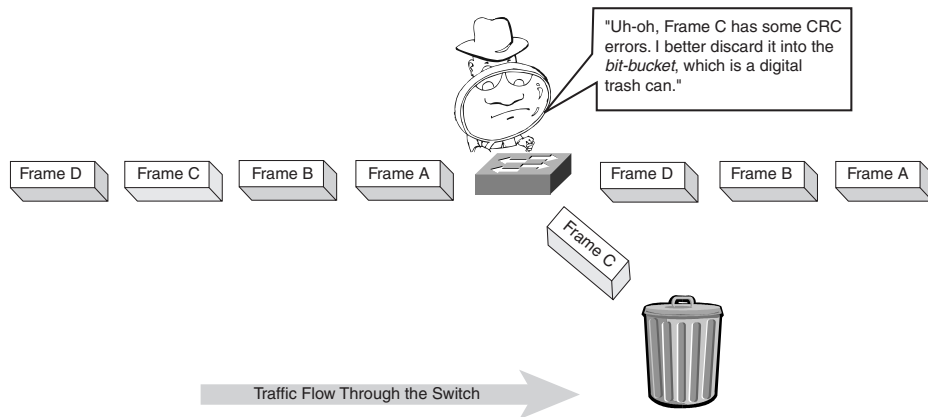 "Uh-oh, Frame C has some CRC
errors. I better discard it into the
bit-bucket, which is a digital
trash can."
Frame D
Frame C
Frame B
Frame A
Frame D
Frame B
Frame A
Frame C
Traffic Flow Through the Switch